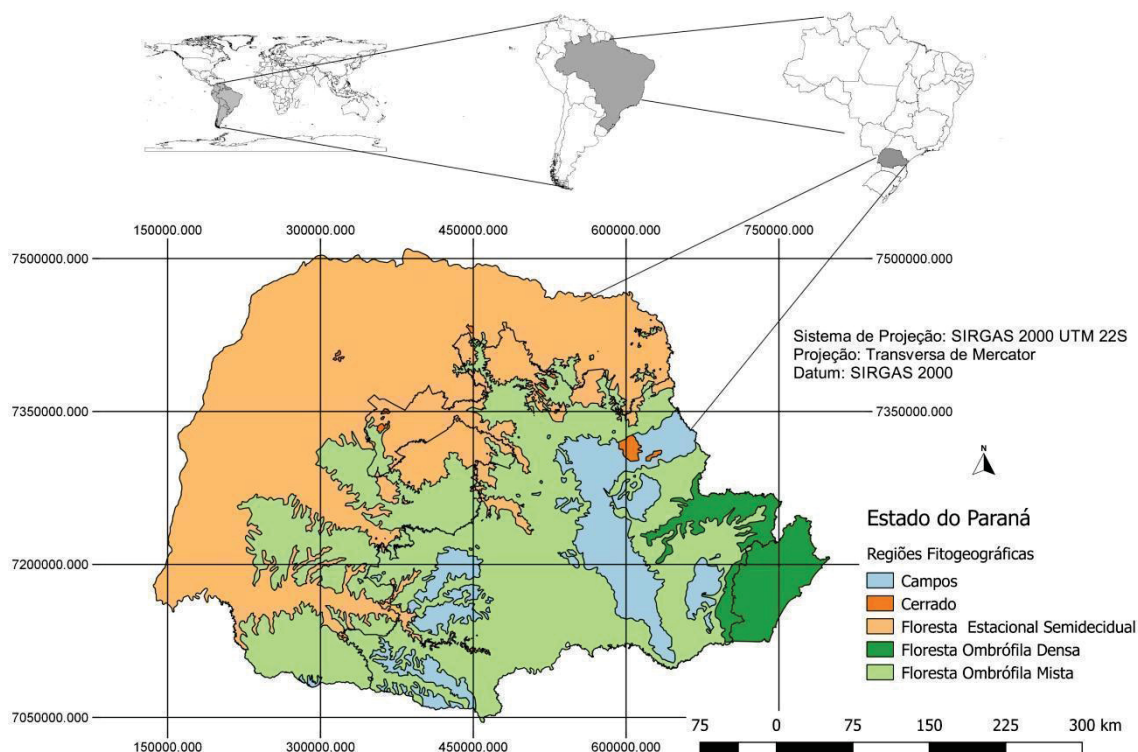 150000.000 300000.000 450000.000 600000.000 750000.000
7500000.000 7500000.000
Sistema de Projeção: SIRGAS 2000 UTM 22S
Projeção: Transversa de Mercator
Datum: SIRGAS 2000
7350000.000 7350000.000
N
Estado do Paraná
Regiões Fitogeográficas
7200000.000 7200000.000
Campos
Cerrado
Floresta Estacional Semidecidual
Floresta Ombrófila Densa
Floresta Ombrófila Mista
7050000.000
75 0 75 150 225 300 km
150000.000 300000.000 450000.000 600000.000